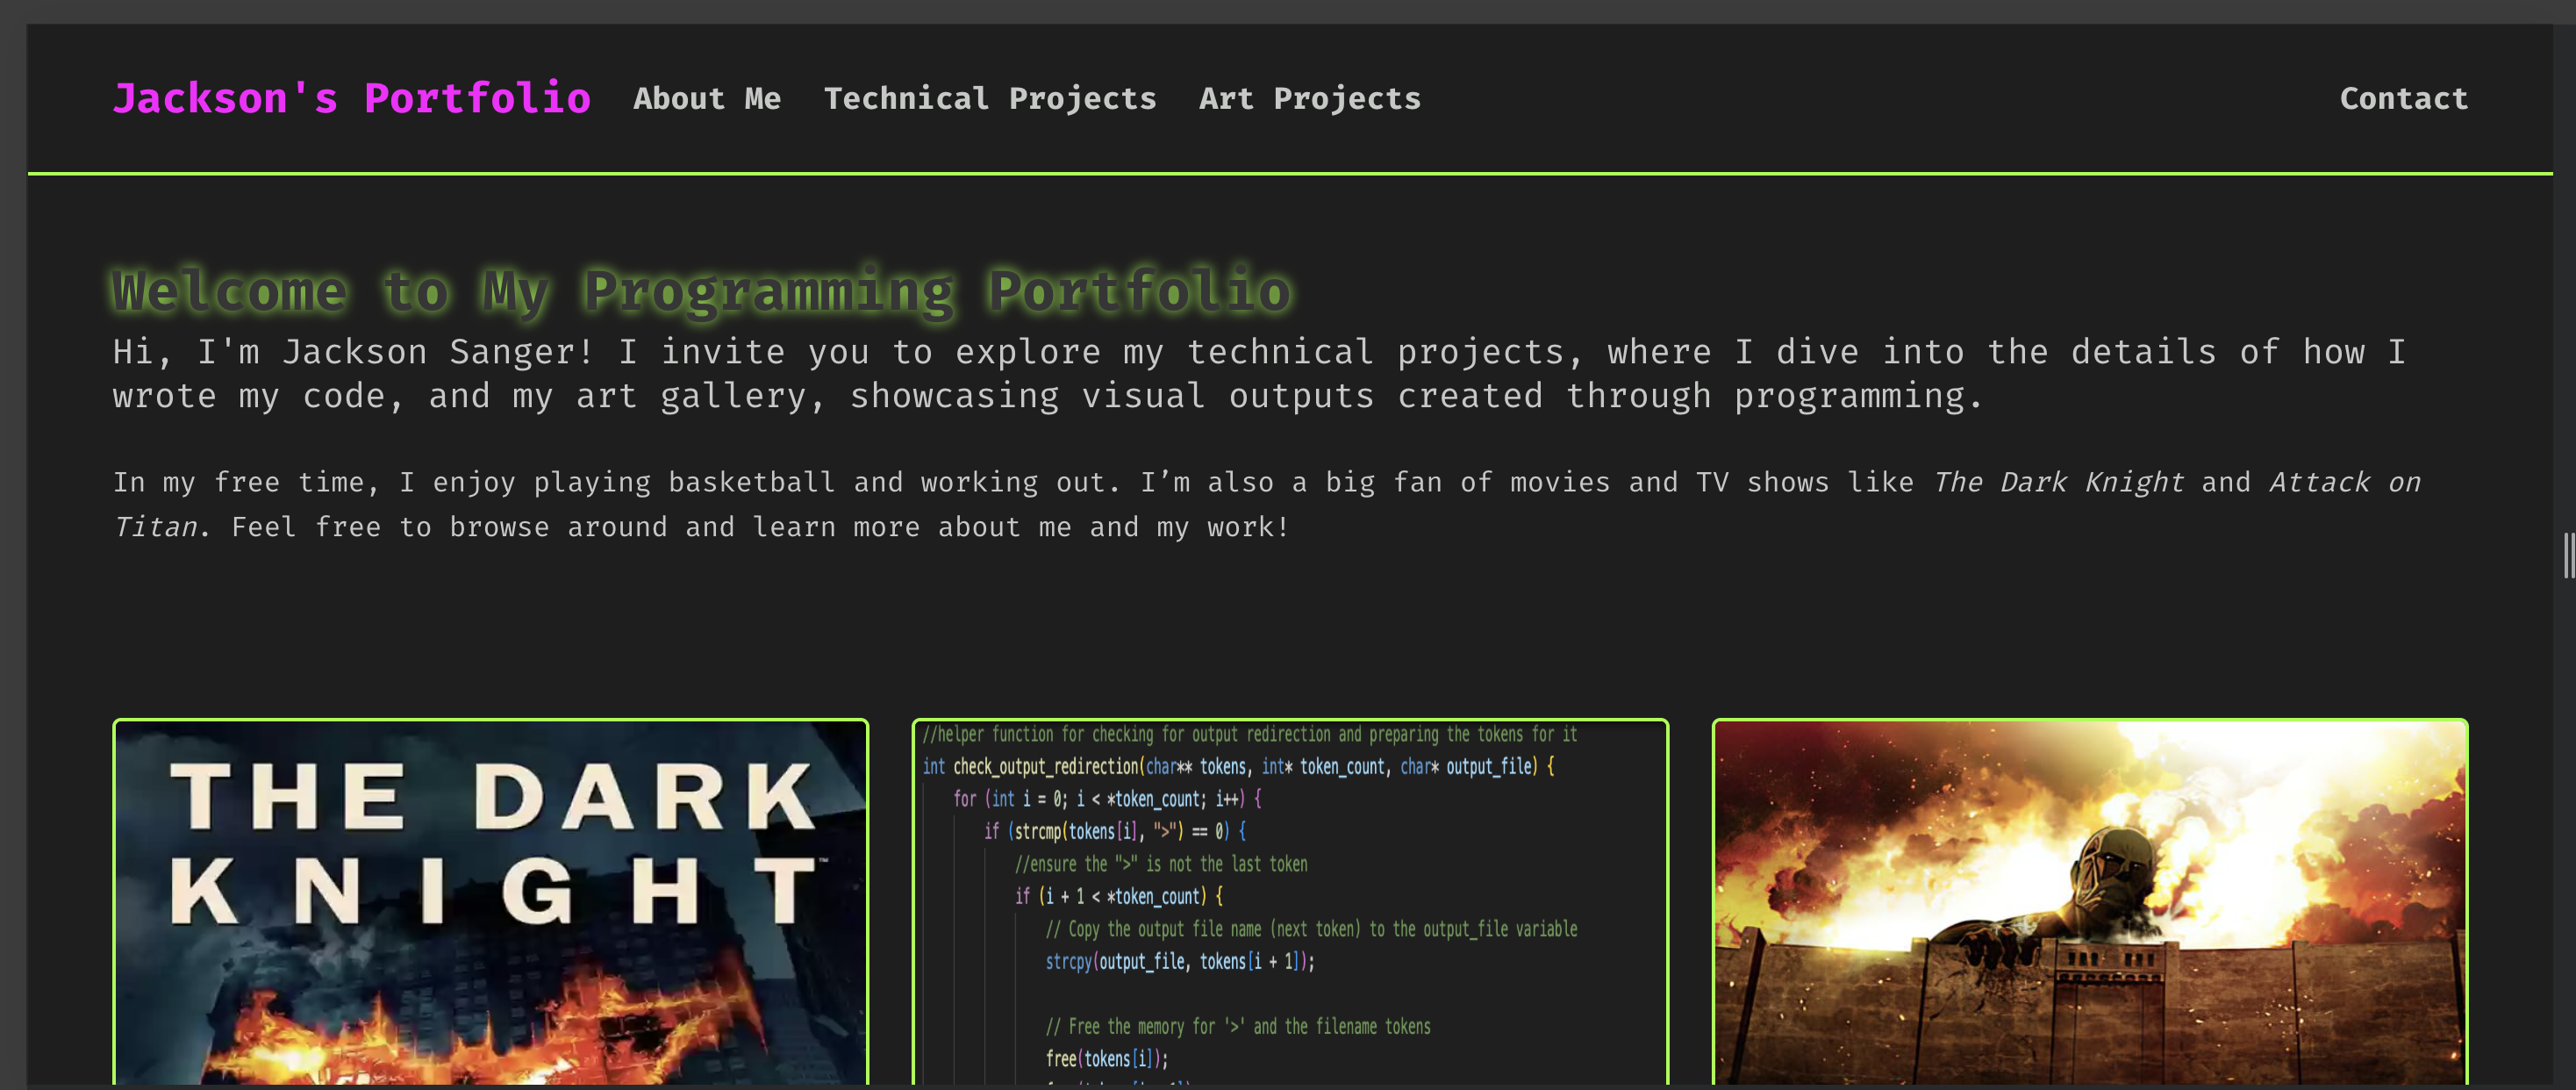 Jackson's Portfolio About Me Technical Projects Art Projects Contact
Welcome to My Programming Portfolio
Hi, I'm Jackson Sanger! I invite you to explore my technical projects, where I dive into the details of how I
wrote my code, and my art gallery, showcasing visual outputs created through programming.
In my free time, I enjoy playing basketball and working out. I’m also a big fan of movies and TV shows like The Dark Knight and Attack on
Titan. Feel free to browse around and learn more about me and my work!
THE DARK
KNIGHT™
//helper function for checking for output redirection and preparing the tokens for it
int check_output_redirection(char** tokens, int* token_count, char* output_file) {
for (int i = 0; i < *token_count; i++) {
if (strcmp(tokens[i], ">") == 0) {
//ensure the ">" is not the last token
if (i + 1 < *token_count) {
// Copy the output file name (next token) to the output_file variable
strcpy(output_file, tokens[i + 1]);
// Free the memory for '>' and the filename tokens
free(tokens[i]);